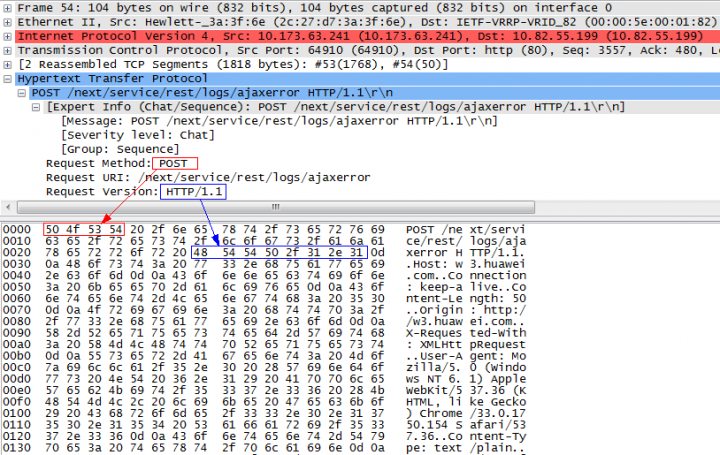 Frame 54: 104 bytes on wire (832 bits), 104 bytes captured (832 bits) on interface 0
Ethernet II, Src: Hewlett-_3a:3f:6e (2c:27:d7:3a:3f:6e), Dst: IETF-VRRP-VRID_82 (00:00:5e:00:01:82)
Internet Protocol Version 4, Src: 10.173.63.241 (10.173.63.241), Dst: 10.82.55.199 (10.82.55.199)
Transmission Control Protocol, Src Port: 64910 (64910), Dst Port: http (80), Seq: 3557, Ack: 480, L
[2 Reassembled TCP Segments (1818 bytes): #53(1768), #54(50)]
Hypertext Transfer Protocol
POST /next/service/rest/logs/ajaxerror HTTP/1.1\r\n
[Expert Info (Chat/Sequence): POST /next/service/rest/logs/ajaxerror HTTP/1.1\r\n]
[Message: POST /next/service/rest/logs/ajaxerror HTTP/1.1\r\n]
[Severity level: Chat]
[Group: Sequence]
Request Method: POST
Request URI: /next/service/rest/logs/ajaxerror
Request Version: HTTP/1.1
0000 50 4f 53 54 20 2f 6e 65 78 74 2f 73 65 72 76 69 POST /ne xt/servi
0010 63 65 2f 72 65 73 74 2f 6c 6f 67 73 2f 61 6a 61 ce/rest/ logs/aja
0020 78 65 72 72 6f 72 20 48 54 54 50 2f 31 2e 31 0d xerror H TTP/1.1.
0030 0a 48 6f 73 74 3a 20 77 33 2e 68 75 61 77 65 69 .Host: w 3.huawei
0040 2e 63 6f 6d 0d 0a 43 6f 6e 6e 65 63 74 69 6f 6e .com..Co nnection
0050 3a 20 6b 65 65 70 2d 61 6c 69 76 65 0d 0a 43 6f : keep-a live..Co
0060 6e 74 65 6e 74 2d 4c 65 6e 67 74 68 3a 20 35 30 ntent-Le ngth: 50
0070 0d 0a 4f 72 69 67 69 6e 3a 20 68 74 74 70 3a 2f ..Origin : http:/
0080 2f 77 33 2e 68 75 61 77 65 69 2e 63 6f 6d 0d 0a /w3.huaw ei.com..
0090 58 2d 52 65 71 75 65 73 74 65 64 2d 57 69 74 68 X-Reques ted-With
00a0 3a 20 58 4d 4c 48 74 74 70 52 65 71 75 65 73 74 : XMLHtt pRequest
00b0 0d 0a 55 73 65 72 2d 41 67 65 6e 74 3a 20 4d 6f ..User-A gent: Mo
00c0 7a 69 6c 6c 61 2f 35 2e 30 20 28 57 69 6e 64 6f zilla/5. 0 (Windo
00d0 77 73 20 4e 54 20 36 2e 31 29 20 41 70 70 6c 65 ws NT 6. 1) Apple
00e0 57 65 62 4b 69 74 2f 35 33 37 2e 33 36 20 28 4b WebKit/5 37.36 (K
00f0 48 54 4d 4c 2c 20 6c 69 6b 65 20 47 65 63 6b 6f HTML, li ke Gecko
0100 29 20 43 68 72 6f 6d 65 2f 33 33 2e 30 2e 31 37 ) Chrome /33.0.17
0110 35 30 2e 31 35 34 20 53 61 66 61 72 69 2f 35 33 50.154 S afari/53
0120 37 2e 33 36 0d 0a 43 6f 6e 74 65 6e 74 2d 54 79 7.36..Co ntent-Ty
0130 70 65 3a 20 74 65 78 74 2f 70 6c 61 69 6e 0d 0a pe: text /plain..